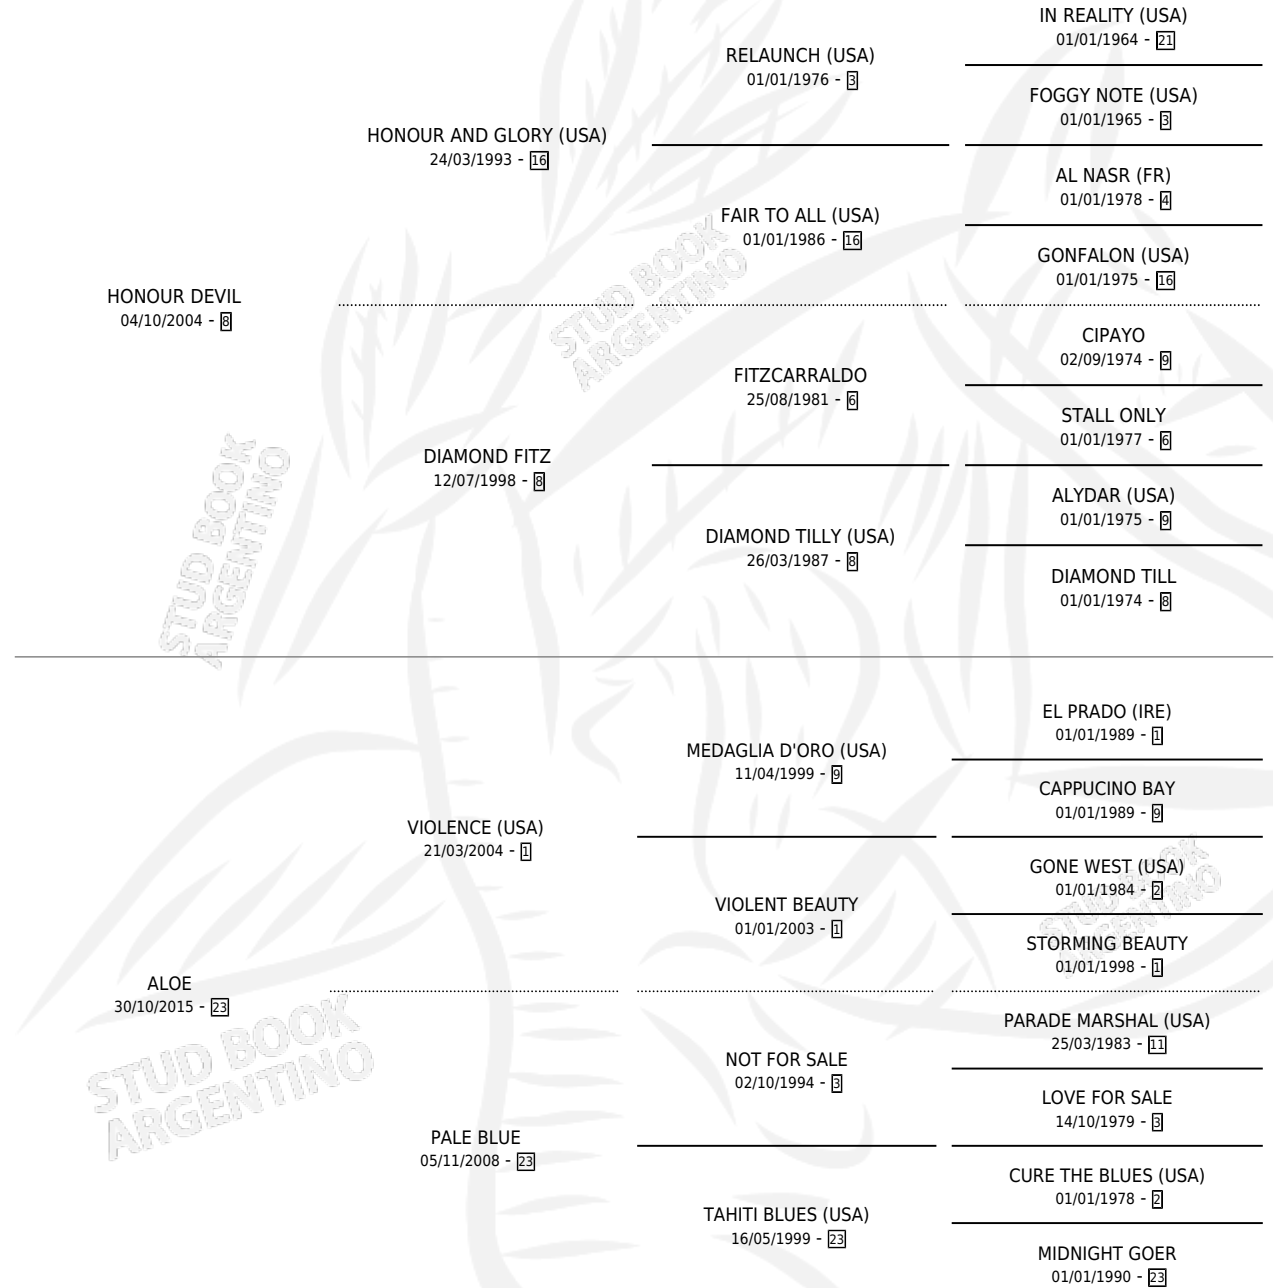 IN REALITY (USA)
01/01/1964 - 21
RELAUNCH (USA)
01/01/1976 - 3
FOGGY NOTE (USA)
01/01/1965 - 3
HONOUR AND GLORY (USA)
24/03/1993 - 16
AL NASR (FR)
01/01/1978 - 4
FAIR TO ALL (USA)
01/01/1986 - 16
GONFALON (USA)
01/01/1975 - 16
HONOUR DEVIL
04/10/2004 - 8
CIPAYO
02/09/1974 - 9
FITZCARRALDO
25/08/1981 - 6
STALL ONLY
01/01/1977 - 6
DIAMOND FITZ
12/07/1998 - 8
ALYDAR (USA)
01/01/1975 - 9
DIAMOND TILLY (USA)
26/03/1987 - 8
DIAMOND TILL
01/01/1974 - 8
EL PRADO (IRE)
01/01/1989 - 1
MEDAGLIA D'ORO (USA)
11/04/1999 - 9
CAPPUCINO BAY
01/01/1989 - 9
VIOLENCE (USA)
21/03/2004 - 1
GONE WEST (USA)
01/01/1984 - 2
VIOLENT BEAUTY
01/01/2003 - 1
STORMING BEAUTY
01/01/1998 - 1
ALOE
30/10/2015 - 23
PARADE MARSHAL (USA)
25/03/1983 - 11
NOT FOR SALE
02/10/1994 - 3
LOVE FOR SALE
14/10/1979 - 3
PALE BLUE
05/11/2008 - 23
CURE THE BLUES (USA)
01/01/1978 - 2
TAHITI BLUES (USA)
16/05/1999 - 23
MIDNIGHT GOER
01/01/1990 - 23
STUD BOOK
ARGENTINO
STUD BOOK
ARGENTINO
STUD BOOK
ARGENTINO
STUD BOOK
ARGENTINO